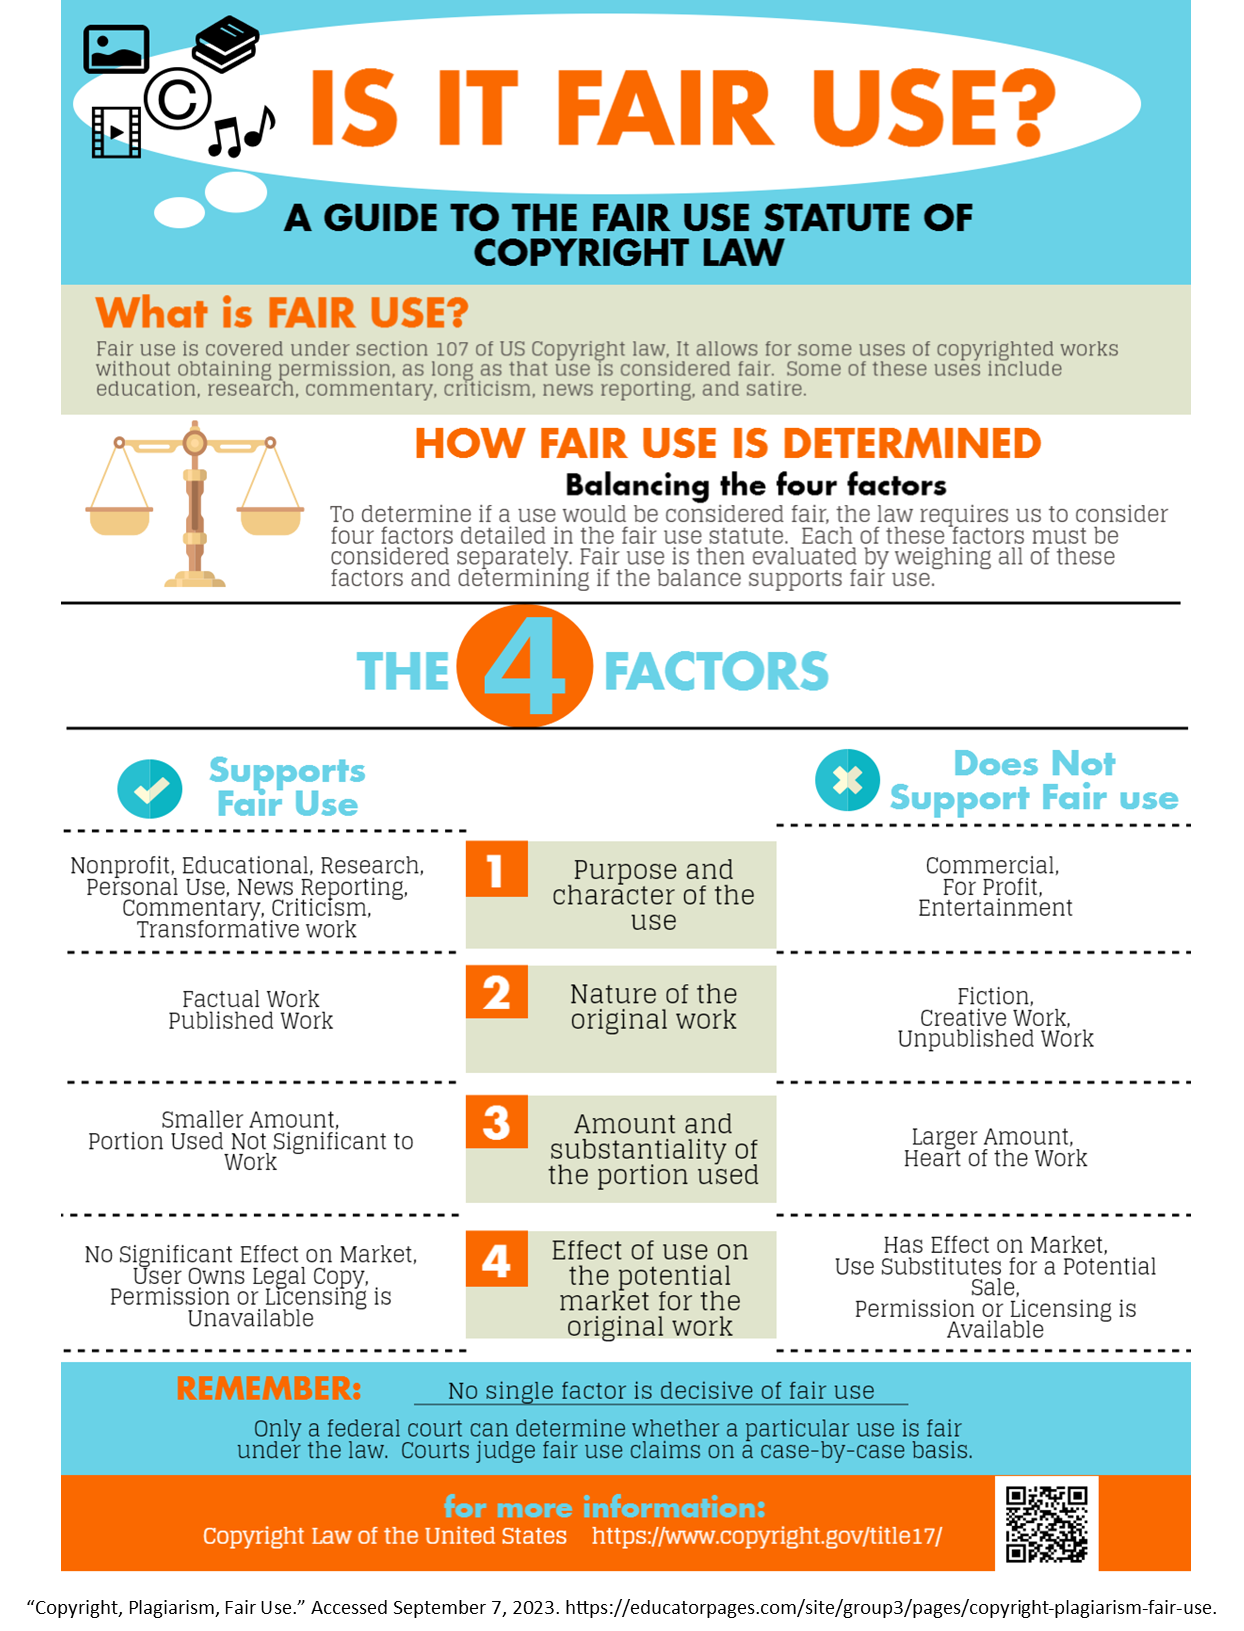 ©
IS IT FAIR USE?
A GUIDE TO THE FAIR USE STATUTE OF
COPYRIGHT LAW
What is FAIR USE?
Fair use is covered under section 107 of US Copyright law, It allows for some uses of copyrighted works
without obtaining permission, as long as that use is considered fair. Some of these uses include
education, research, commentary, criticism, news reporting, and satire.
HOW FAIR USE IS DETERMINED
Balancing the four factors
To determine if a use would be considered fair, the law requires us to consider
four factors detailed in the fair use statute. Each of these factors must be
considered separately. Fair use is then evaluated by weighing all of these
factors and determining if the balance supports fair use.
THE 4 FACTORS
Supports
Fair Use
Does Not
Support Fair use
Nonprofit, Educational, Research,
Personal Use, News Reporting,
Commentary, Criticism,
Transformative work
1
Purpose and
character of the
use
Commercial,
For Profit,
Entertainment
Factual Work
Published Work
2
Nature of the
original work
Fiction,
Creative Work,
Unpublished Work
Smaller Amount,
Portion Used Not Significant to
Work
3
Amount and
substantiality of
the portion used
Larger Amount,
Heart of the Work
No Significant Effect on Market,
User Owns Legal Copy,
Permission or Licensing is
Unavailable
4
Effect of use on
the potential
market for the
original work
Has Effect on Market,
Use Substitutes for a Potential
Sale,
Permission or Licensing is
Available
REMEMBER: No single factor is decisive of fair use
Only a federal court can determine whether a particular use is fair
under the law. Courts judge fair use claims on a case-by-case basis.
for more information:
Copyright Law of the United States https://www.copyright.gov/title17/
“Copyright, Plagiarism, Fair Use.” Accessed September 7, 2023. https://educatorpages.com/site/group3/pages/copyright-plagiarism-fair-use.